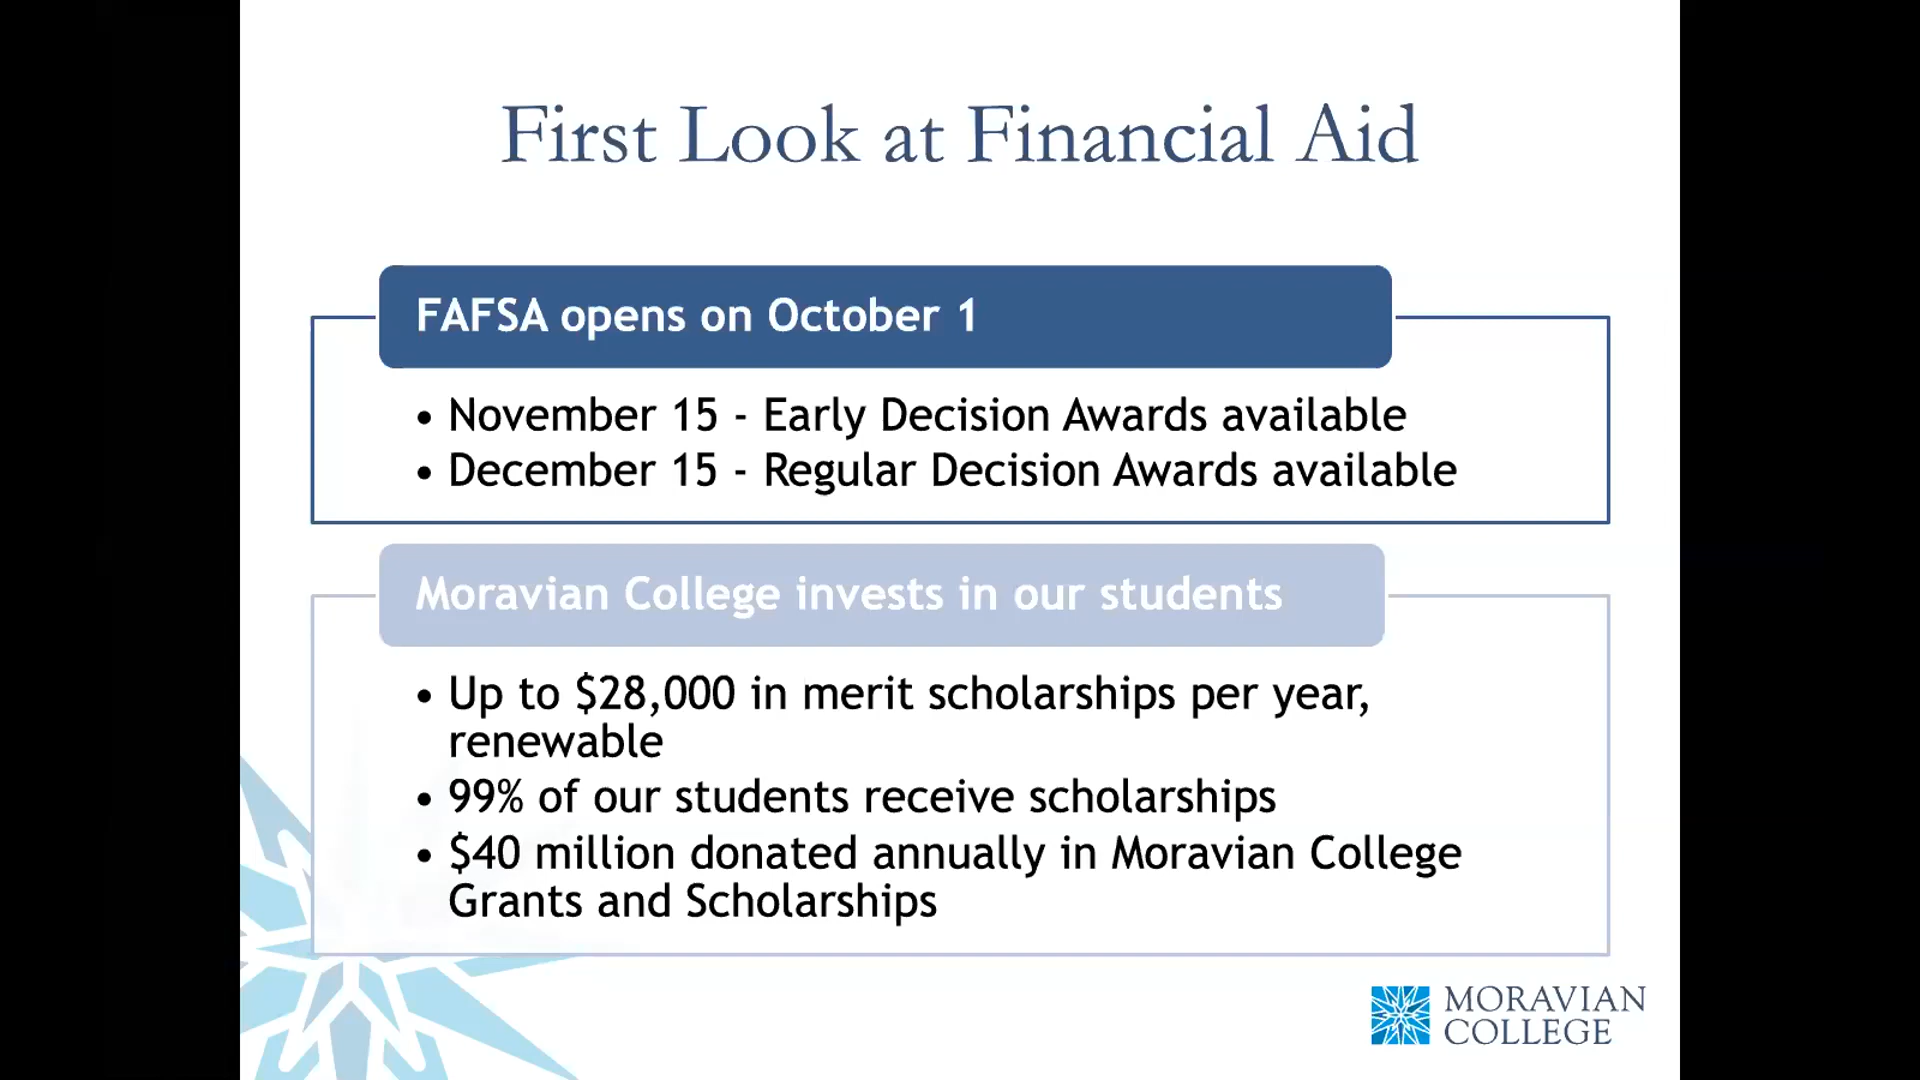 First Look at Financial Aid
FAFSA opens on October 1
• November 15 - Early Decision Awards available
• December 15 - Regular Decision Awards available
Moravian College invests in our students
• Up to $28,000 in merit scholarships per year,
renewable
• 99% of our students receive scholarships
• $40 million donated annually in Moravian College
Grants and Scholarships
MORAVIAN
COLLEGE